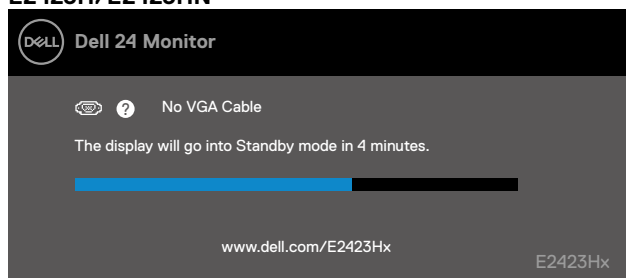 E2423H/E2423HN
DELL Dell 24 Monitor
? No VGA Cable
The display will go into Standby mode in 4 minutes.
www.dell.com/E2423Hx
E2423Hx